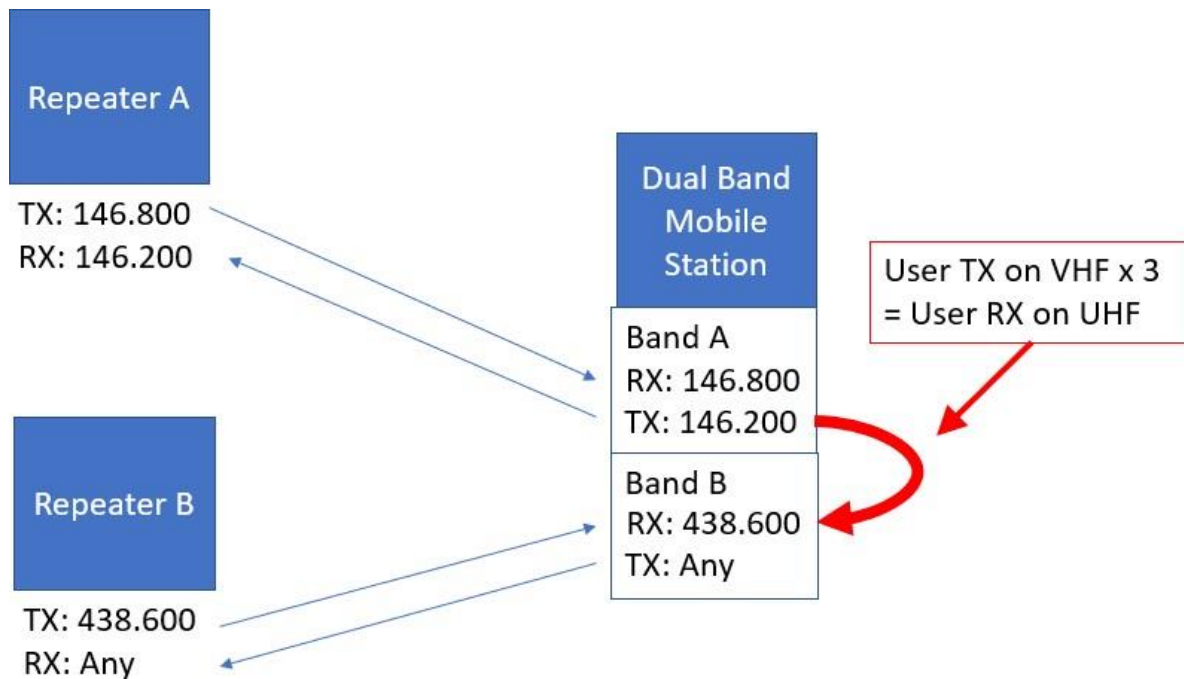 Repeater A
TX: 146.800
RX: 146.200
Dual Band
Mobile
Station
Band A
RX: 146.800
TX: 146.200
User TX on VHF x 3
= User RX on UHF
Repeater B
TX: 438.600
RX: Any
Band B
RX: 438.600
TX: Any